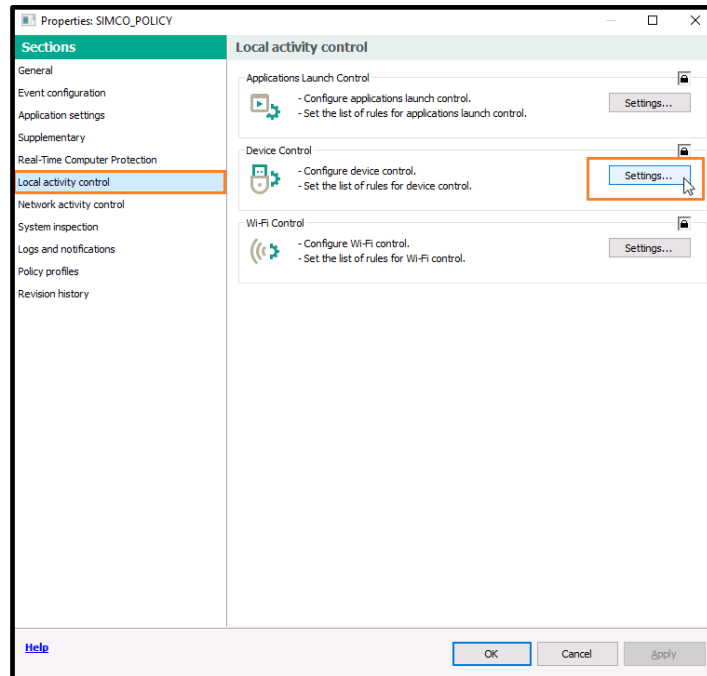 Properties: SIMCO_POLICY
Sections
General
Event configuration
Application settings
Supplementary
Real-Time Computer Protection
Local activity control
Network activity control
System inspection
Logs and notifications
Policy profiles
Revision history
Local activity control
Applications Launch Control
- Configure applications launch control.
- Set the list of rules for applications launch control.
Settings...
Device Control
- Configure device control.
- Set the list of rules for device control.
Settings...
Wi-Fi Control
- Configure Wi-Fi control.
- Set the list of rules for Wi-Fi control.
Settings...
Help
OK
Cancel
Apply